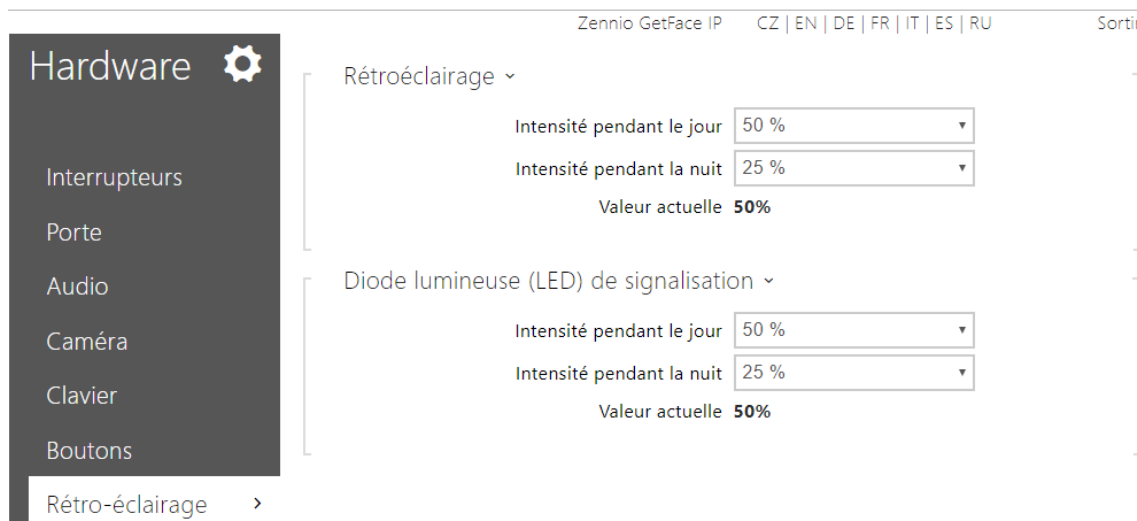 Zennio GetFace IP CZ | EN | DE | FR | IT | ES | RU
Hardware
Interrupteurs
Porte
Audio
Caméra
Clavier
Boutons
Rétro-éclairage
Rétroéclairage
Intensité pendant le jour 50 %
Intensité pendant la nuit 25 %
Valeur actuelle 50%
Diode lumineuse (LED) de signalisation
Intensité pendant le jour 50 %
Intensité pendant la nuit 25 %
Valeur actuelle 50%